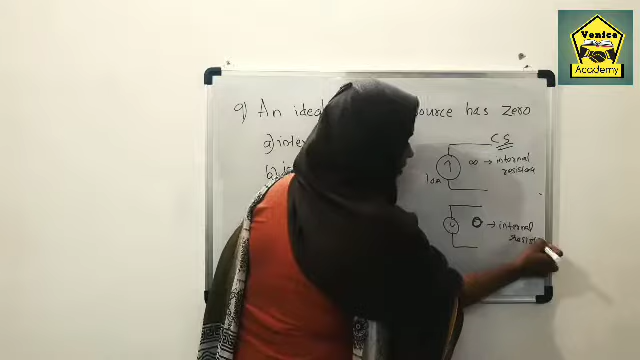 Venice
Academy
9) An ideal source has zero
a) inter
b)
CS
∞ → internal
resistance
10A
V
0 → internal
resist